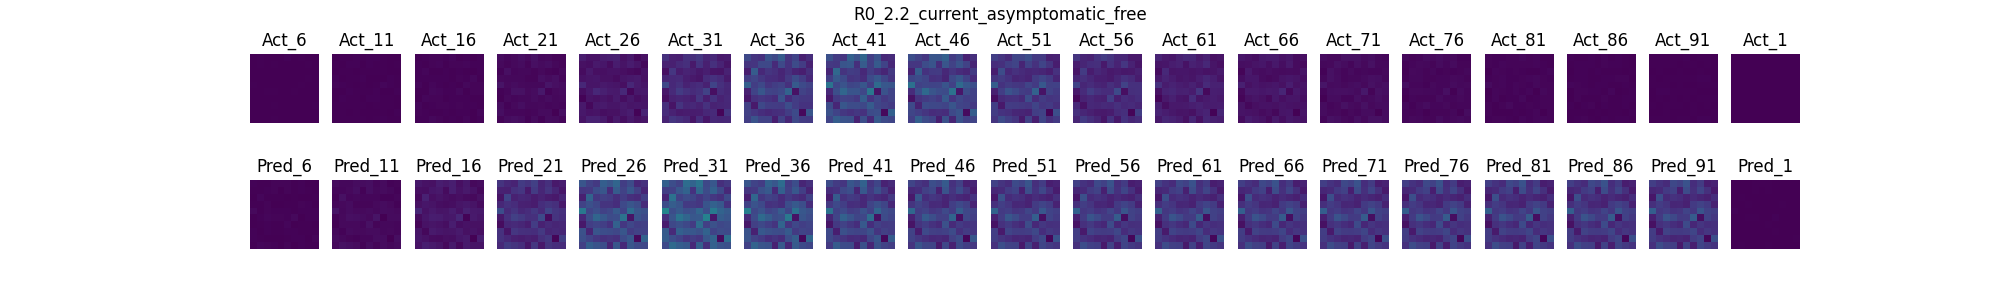 R0_2.2_current_asymptomatic_free
Act_6 Act_11 Act_16 Act_21 Act_26 Act_31 Act_36 Act_41 Act_46 Act_51 Act_56 Act_61 Act_66 Act_71 Act_76 Act_81 Act_86 Act_91 Act_1
Pred_6 Pred_11 Pred_16 Pred_21 Pred_26 Pred_31 Pred_36 Pred_41 Pred_46 Pred_51 Pred_56 Pred_61 Pred_66 Pred_71 Pred_76 Pred_81 Pred_86 Pred_91 Pred_1